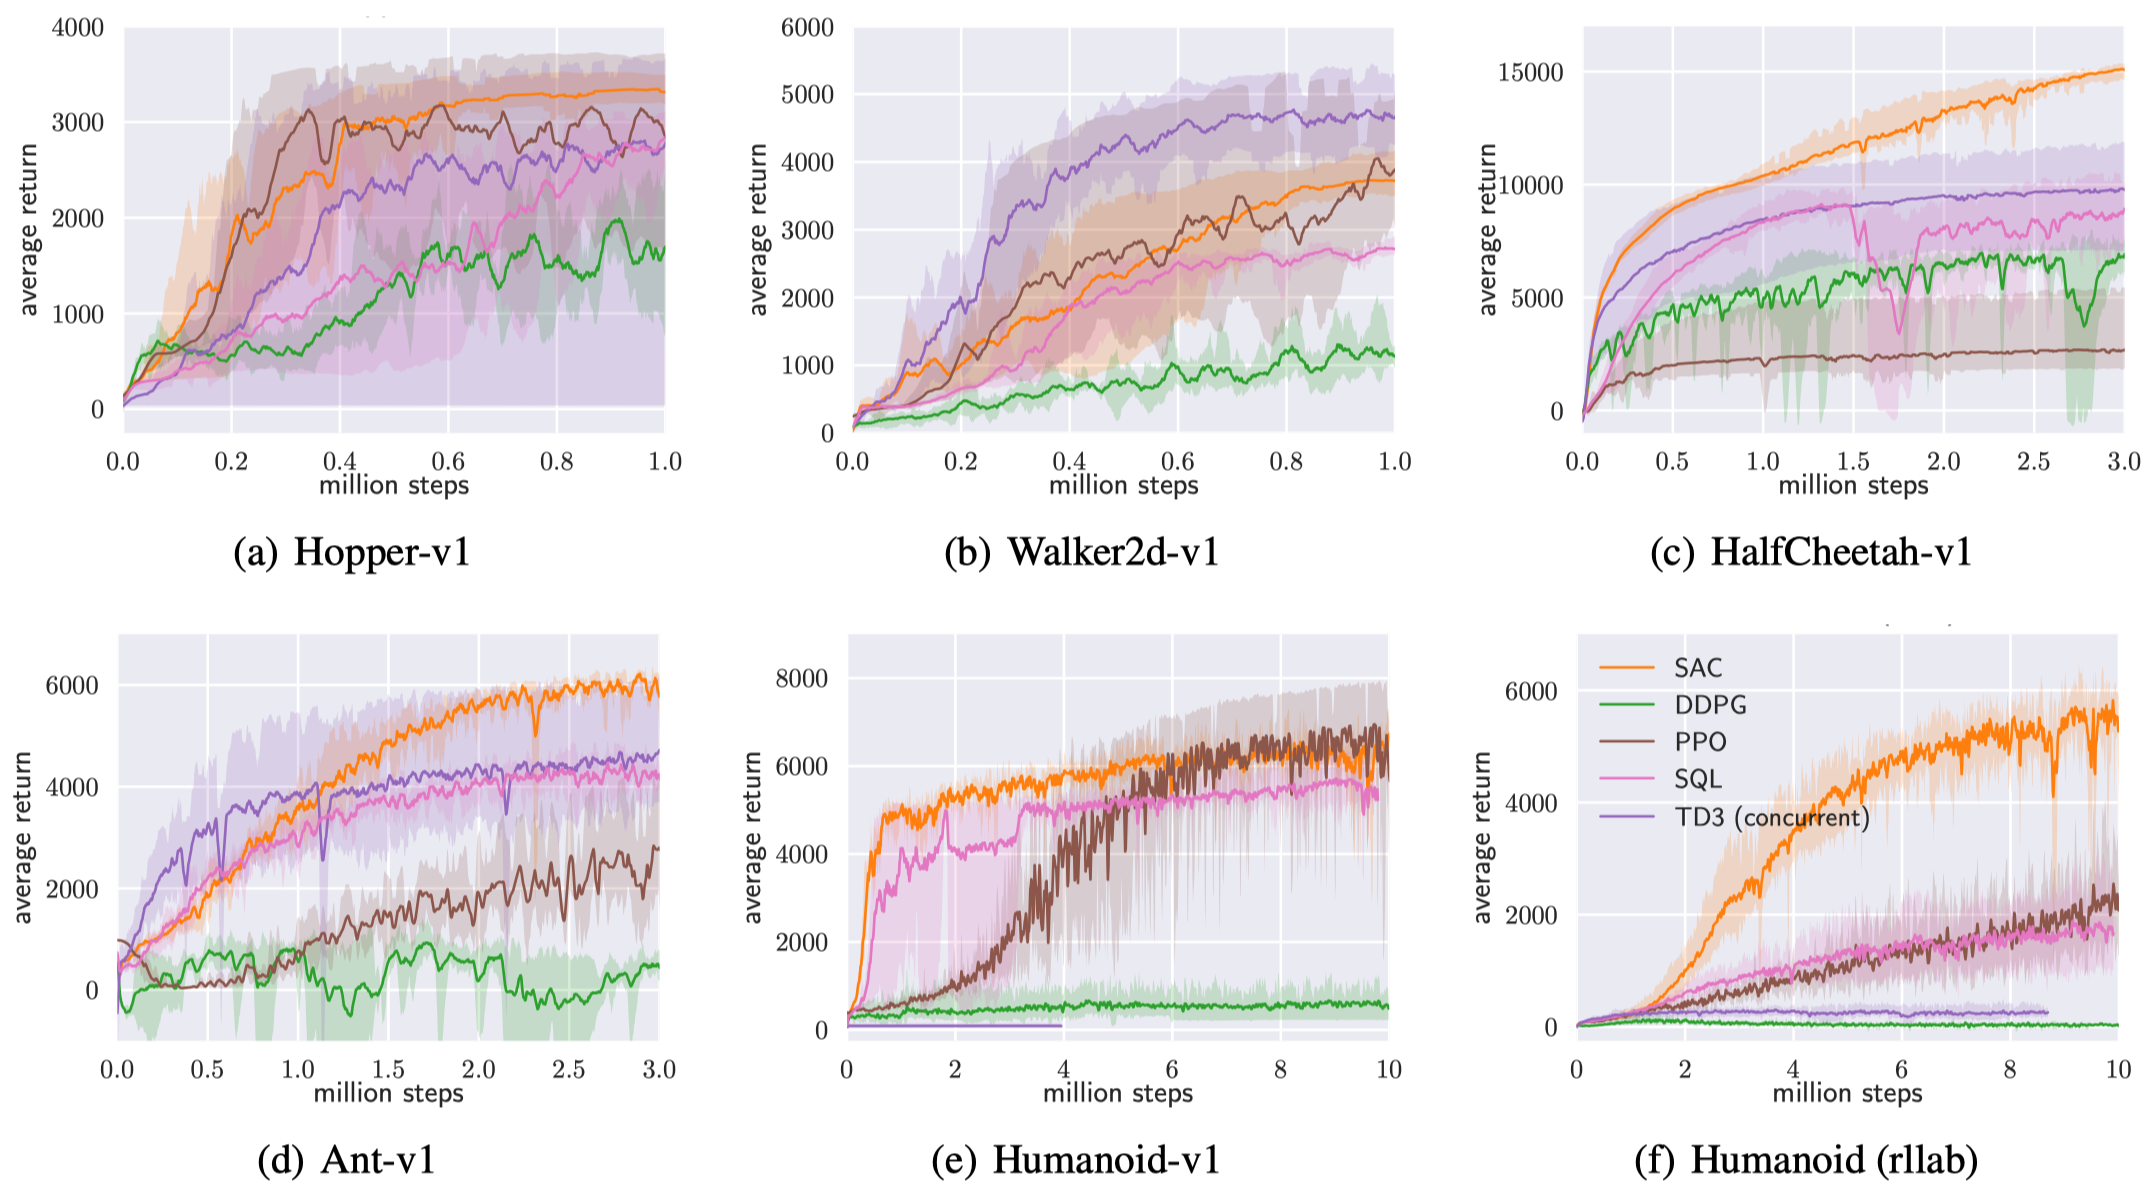 4000
3000
2000
1000
0
average return
0.0 0.2 0.4 0.6 0.8 1.0
million steps
(a) Hopper-v1
6000
5000
4000
3000
2000
1000
0
average return
0.0 0.2 0.4 0.6 0.8 1.0
million steps
(b) Walker2d-v1
15000
10000
5000
0
average return
0.0 0.5 1.0 1.5 2.0 2.5 3.0
million steps
(c) HalfCheetah-v1
6000
4000
2000
0
average return
0.0 0.5 1.0 1.5 2.0 2.5 3.0
million steps
(d) Ant-v1
8000
6000
4000
2000
0
average return
0 2 4 6 8 10
million steps
(e) Humanoid-v1
6000
4000
2000
0
average return
SAC
DDPG
PPO
SQL
TD3 (concurrent)
0 2 4 6 8 10
million steps
(f) Humanoid (rllab)